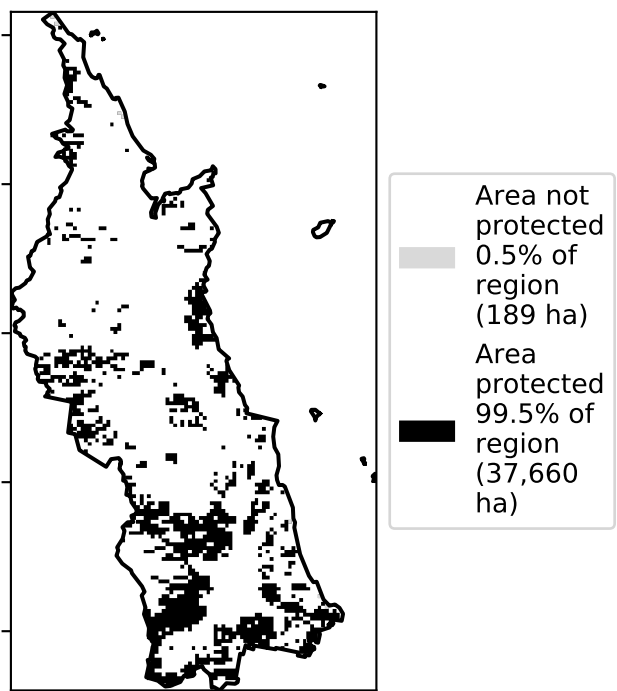 Area not
protected
0.5% of
region
(189 ha)
Area
protected
99.5% of
region
(37,660
ha)